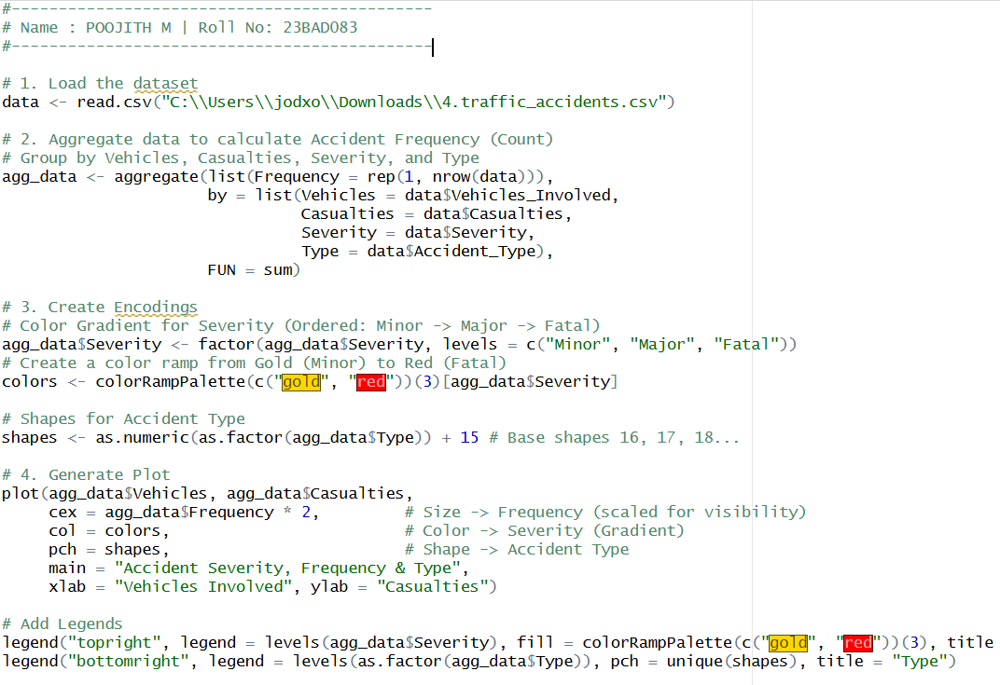 #---------------------------------------------
# Name : POOJITH M | Roll No: 23BAD083
#---------------------------------------------
# 1. Load the dataset
data <- read.csv("C:\\Users\\jodxo\\Downloads\\4.traffic_accidents.csv")
# 2. Aggregate data to calculate Accident Frequency (Count)
# Group by Vehicles, Casualties, Severity, and Type
agg_data <- aggregate(list(Frequency = rep(1, nrow(data))),
                      by = list(Vehicles = data$Vehicles_Involved,
                                Casualties = data$Casualties,
                                Severity = data$Severity,
                                Type = data$Accident_Type),
                      FUN = sum)
# 3. Create Encodings
# Color Gradient for Severity (Ordered: Minor -> Major -> Fatal)
agg_data$Severity <- factor(agg_data$Severity, levels = c("Minor", "Major", "Fatal"))
# Create a color ramp from Gold (Minor) to Red (Fatal)
colors <- colorRampPalette(c("gold", "red"))(3)[agg_data$Severity]
# Shapes for Accident Type
shapes <- as.numeric(as.factor(agg_data$Type)) + 15 # Base shapes 16, 17, 18...
# 4. Generate Plot
plot(agg_data$Vehicles, agg_data$Casualties,
     cex = agg_data$Frequency * 2,         # Size -> Frequency (scaled for visibility)
     col = colors,                         # Color -> Severity (Gradient)
     pch = shapes,                         # Shape -> Accident Type
     main = "Accident Severity, Frequency & Type",
     xlab = "Vehicles Involved", ylab = "Casualties")
# Add Legends
legend("topright", legend = levels(agg_data$Severity), fill = colorRampPalette(c("gold", "red"))(3), title
legend("bottomright", legend = levels(as.factor(agg_data$Type)), pch = unique(shapes), title = "Type")